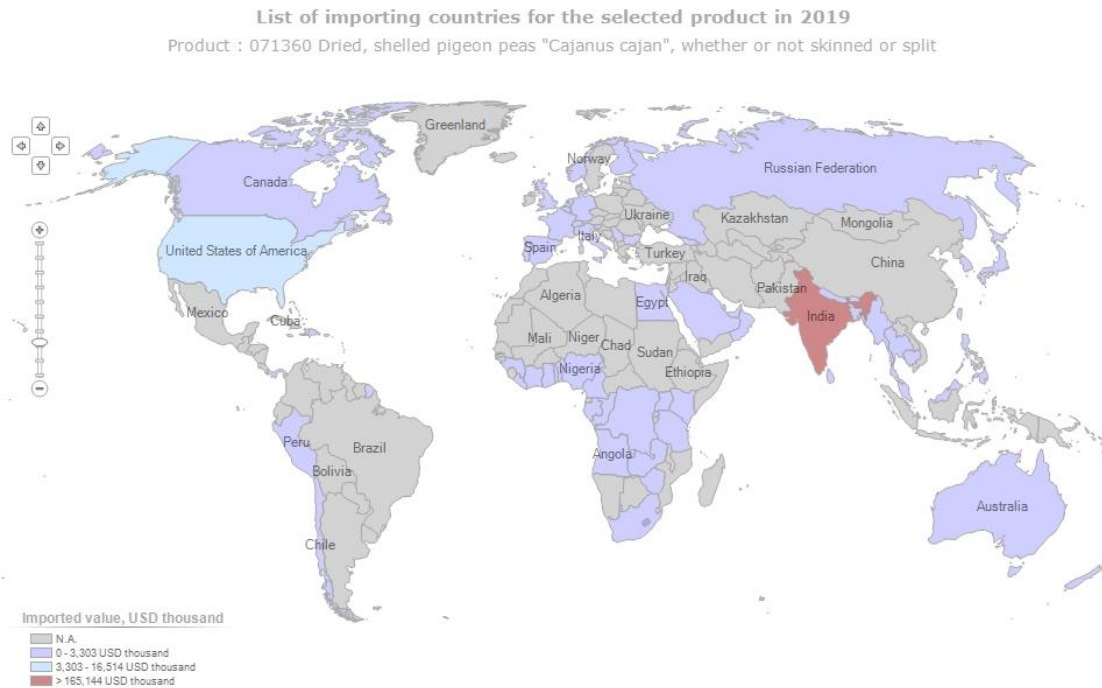 List of importing countries for the selected product in 2019
Product : 071360 Dried, shelled pigeon peas "Cajanus cajan", whether or not skinned or split
Greenland
Norway
Canada
Russian Federation
Ukraine
Kazakhstan
Mongolia
United States of America
Spain
Italy
Turkey
China
Iraq
Pakistan
Mexico
Cuba
Algeria
Egypt
India
Mali
Niger
Chad
Sudan
Nigeria
Ethiopia
Peru
Brazil
Angola
Bolivia
Australia
Chile
Imported value, USD thousand
N.A.
0 - 3,303 USD thousand
3,303 - 16,514 USD thousand
> 165,144 USD thousand